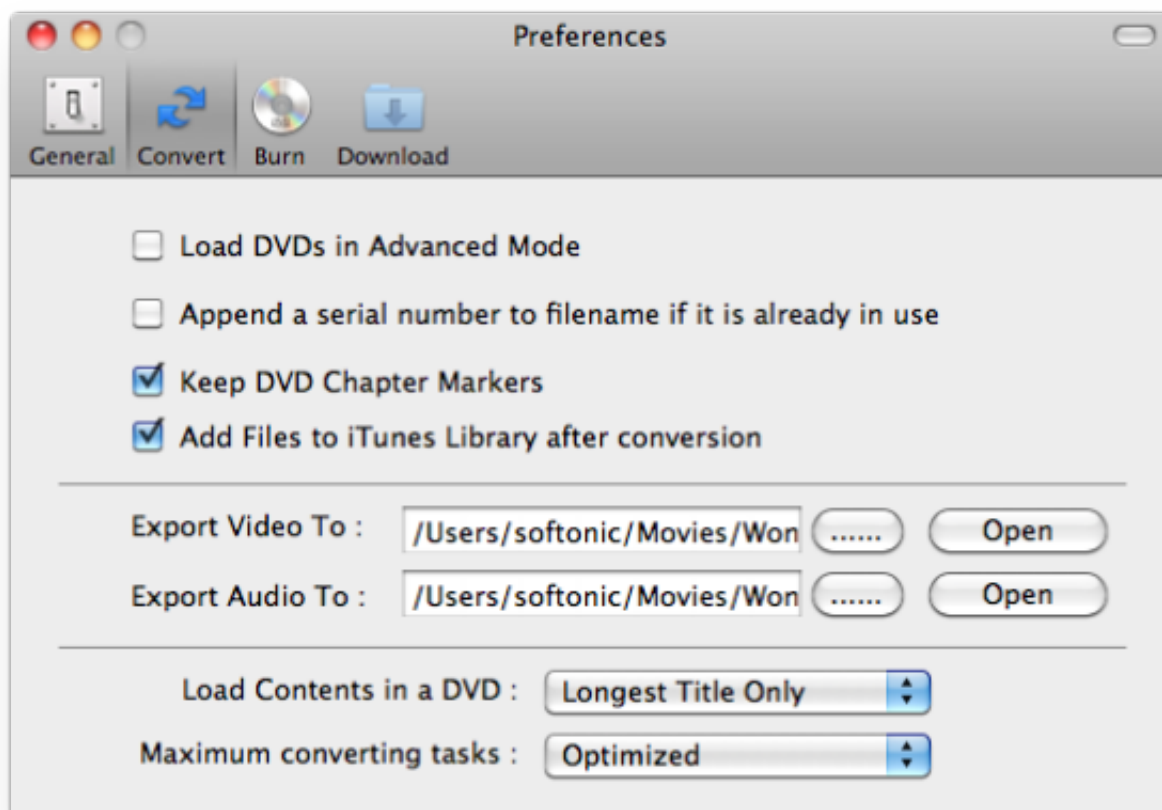 Preferences
General Convert Burn Download
Load DVDs in Advanced Mode
Append a serial number to filename if it is already in use
Keep DVD Chapter Markers
Add Files to iTunes Library after conversion
Export Video To : /Users/softonic/Movies/Won ...... Open
Export Audio To : /Users/softonic/Movies/Won ...... Open
Load Contents in a DVD : Longest Title Only
Maximum converting tasks : Optimized